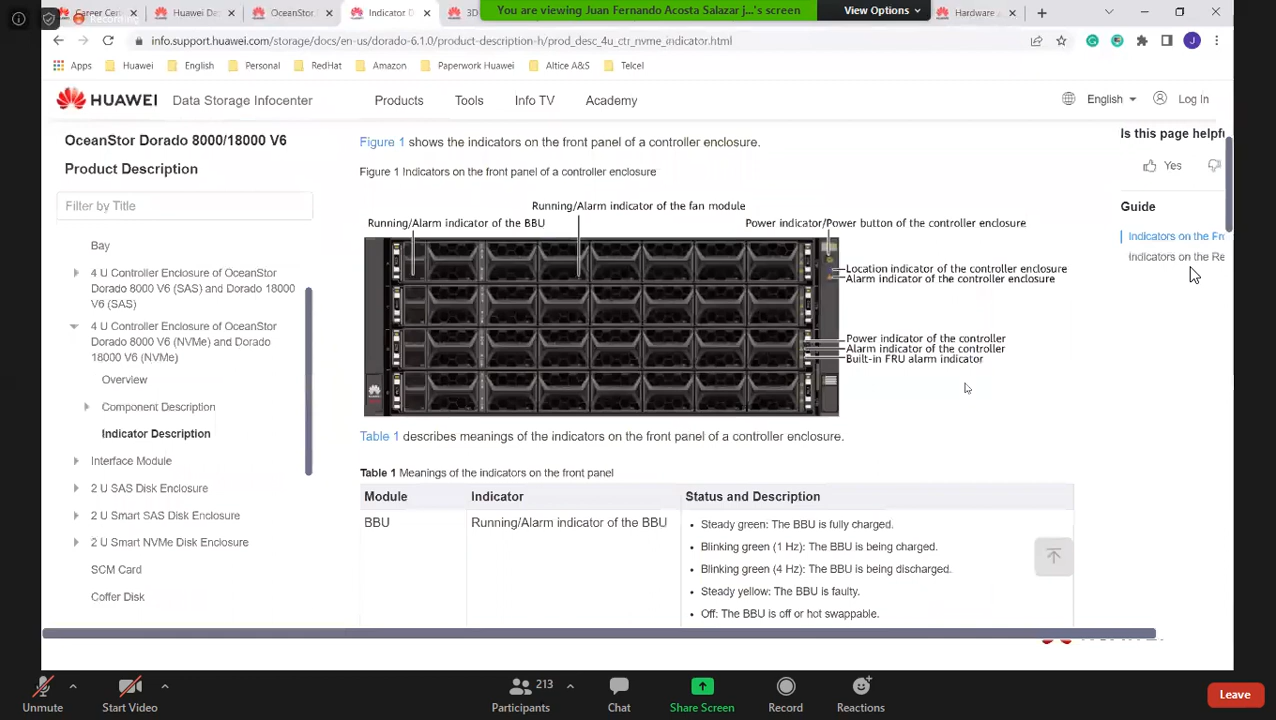 Career Cer
Huawei Da
OceanStor
Indicator D
3D
You are viewing Juan Fernando Acosta Salazar j...'s screen
View Options
Hardware
Recording
info.support.huawei.com/storage/docs/en-us/dorado-6.1.0/product-description-h/prod_desc_4u_ctr_nvme_indicator.html
J
Apps
Huawei
English
Personal
RedHat
Amazon
Paperwork Huawei
Altice A&S
Telcel
HUAWEI
Data Storage Infocenter
Products
Tools
Info TV
Academy
English
Log In
OceanStor Dorado 8000/18000 V6
Product Description
Filter by Title
Bay
4 U Controller Enclosure of OceanStor
Dorado 8000 V6 (SAS) and Dorado 18000
V6 (SAS)
4 U Controller Enclosure of OceanStor
Dorado 8000 V6 (NVMe) and Dorado
18000 V6 (NVMe)
Overview
Component Description
Indicator Description
Interface Module
2 U SAS Disk Enclosure
2 U Smart SAS Disk Enclosure
2 U Smart NVMe Disk Enclosure
SCM Card
Coffer Disk
Figure 1 shows the indicators on the front panel of a controller enclosure.
Figure 1 Indicators on the front panel of a controller enclosure
Running/Alarm indicator of the fan module
Running/Alarm indicator of the BBU
Power indicator/Power button of the controller enclosure
Location indicator of the controller enclosure
Alarm indicator of the controller enclosure
Power indicator of the controller
Alarm indicator of the controller
Built-in FRU alarm indicator
Table 1 describes meanings of the indicators on the front panel of a controller enclosure.
Table 1 Meanings of the indicators on the front panel
Module
Indicator
Status and Description
BBU
Running/Alarm indicator of the BBU
• Steady green: The BBU is fully charged.
• Blinking green (1 Hz): The BBU is being charged.
• Blinking green (4 Hz): The BBU is being discharged.
• Steady yellow: The BBU is faulty.
• Off: The BBU is off or hot swappable.
Is this page helpf
Yes
Guide
Indicators on the Fr
Indicators on the Re
Unmute
Start Video
213
Participants
Chat
Share Screen
Record
Reactions
Leave